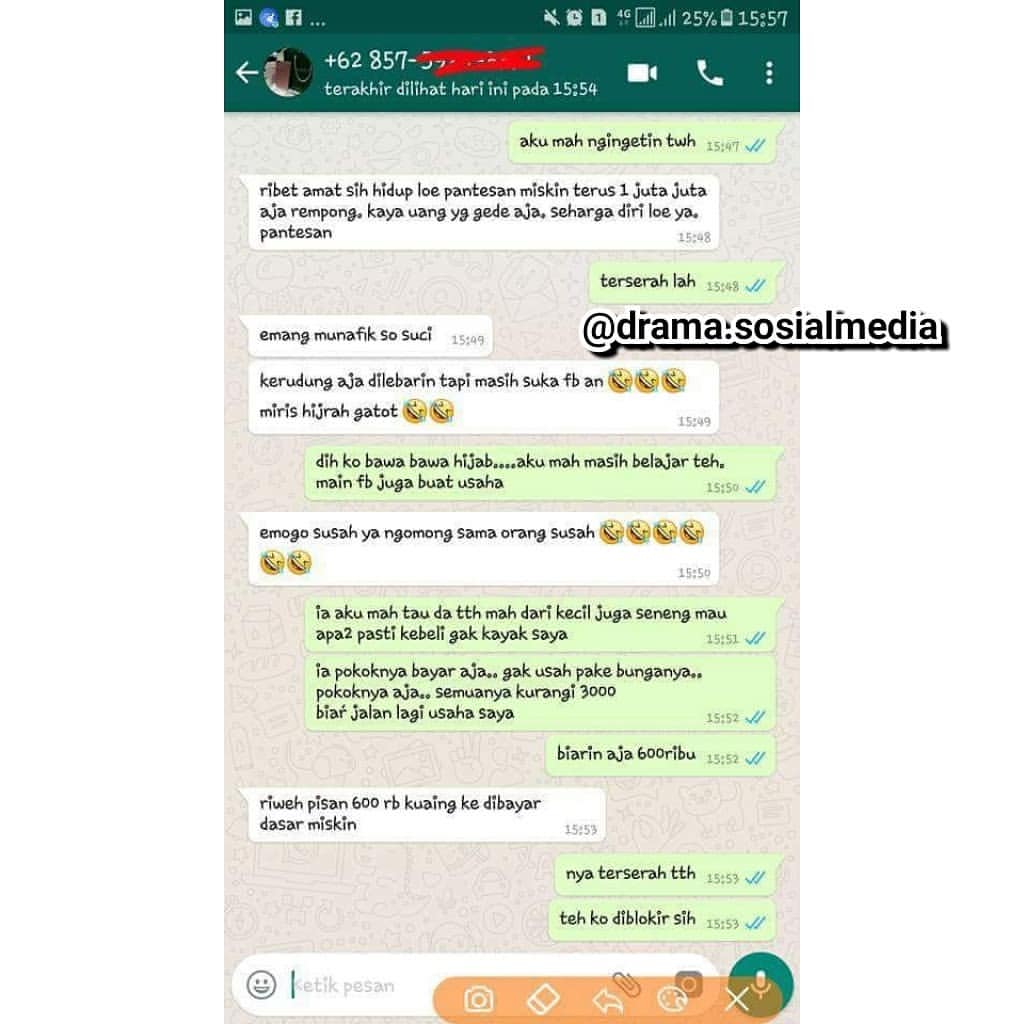 4G 25% 15:57
+62 857-
terakhir dilihat hari ini pada 15:54
aku mah ngingetin twh 15:47
ribet amat sih hidup loe pantesan miskin terus 1 juta juta
aja rempong. kaya uang yg gede aja. seharga diri loe ya.
pantesan 15:48
terserah lah 15:48
@drama.sosialmedia
emang munafik so suci 15:49
kerudung aja dilebarin tapi masih suka fb an 🤣🤣🤣
miris hijrah gatot 🤣🤣 15:49
dih ko bawa bawa hijab....aku mah masih belajar teh.
main fb juga buat usaha 15:50
emogo susah ya ngomong sama orang susah 🤣🤣🤣🤣
🤣🤣 15:50
ia aku mah tau da tth mah dari kecil juga seneng mau
apa2 pasti kebeli gak kayak saya 15:51
ia pokoknya bayar aja.. gak usah pake bunganya..
pokoknya aja.. semuanya kurangi 3000
biaŕ jalan lagi usaha saya 15:52
biarin aja 600ribu 15:52
riweh pisan 600 rb kuaing ke dibayar
dasar miskin 15:53
nya terserah tth 15:53
teh ko diblokir sih 15:53
Ketik pesan